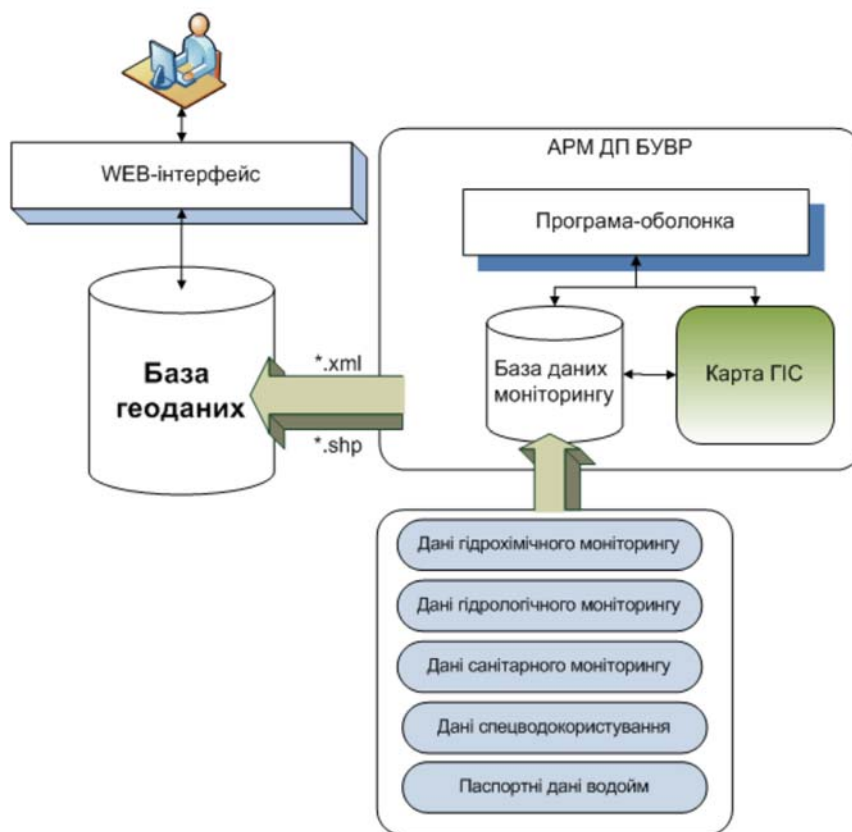 WEB-інтерфейс
АРМ ДП БУВР
Програма-оболонка
База
геоданих
*.xml
*.shp
База даних
моніторингу
Карта ГІС
Дані гідрохімічного моніторингу
Дані гідрологічного моніторингу
Дані санітарного моніторингу
Дані спецводокористування
Паспортні дані водойм